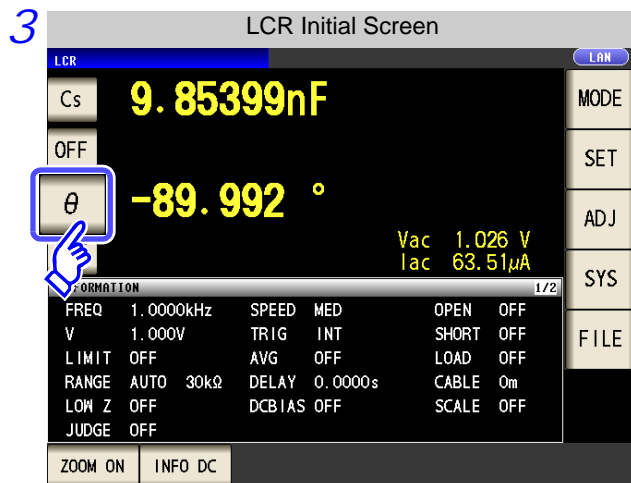 3
LCR Initial Screen
LCR
LAN
Cs 9.85399nF
MODE
OFF
SET
θ -89.992 °
ADJ
Vac 1.026 V
Iac 63.51μA
SYS
FORMATION 1/2
FREQ 1.0000kHz SPEED MED OPEN OFF
V 1.000V TRIG INT SHORT OFF
FILE
LIMIT OFF AVG OFF LOAD OFF
RANGE AUTO 30kΩ DELAY 0.0000s CABLE 0m
LOW Z OFF DCBIAS OFF SCALE OFF
JUDGE OFF
ZOOM ON INFO DC